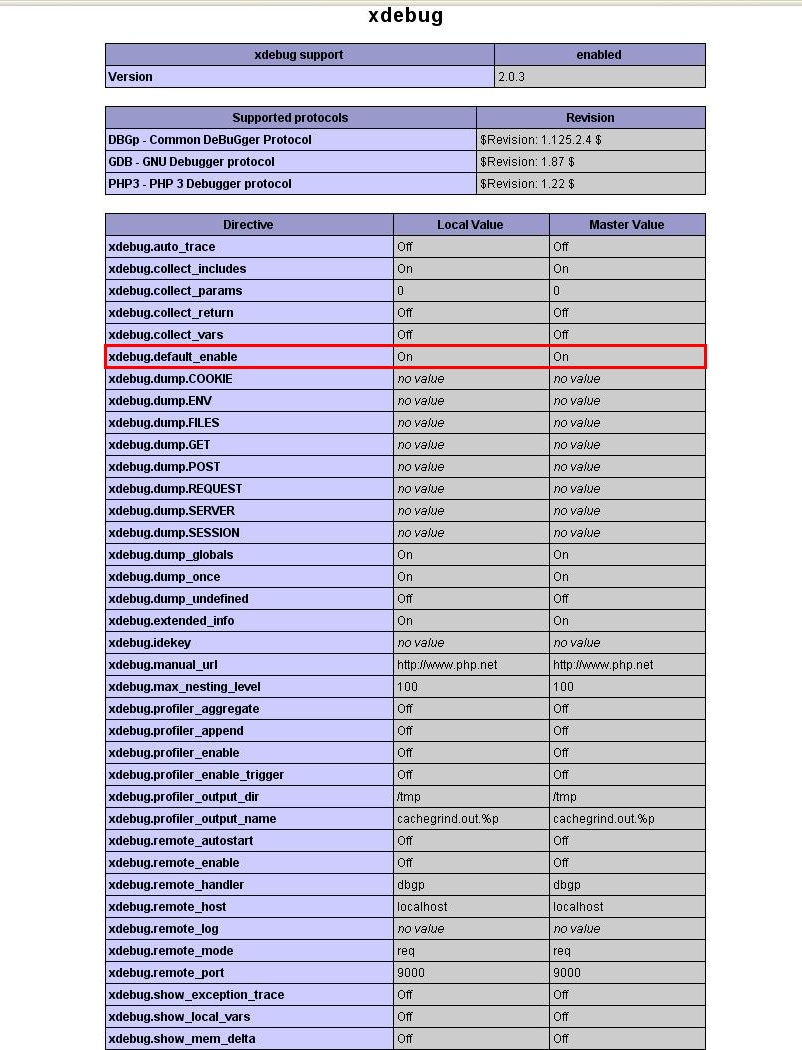 xdebug
xdebug support enabled
Version 2.0.3
Supported protocols Revision
DBGp - Common DeBuGger Protocol $Revision: 1.125.2.4 $
GDB - GNU Debugger protocol $Revision: 1.87 $
PHP3 - PHP 3 Debugger protocol $Revision: 1.22 $
Directive Local Value Master Value
xdebug.auto_trace Off Off
xdebug.collect_includes On On
xdebug.collect_params 0 0
xdebug.collect_return Off Off
xdebug.collect_vars Off Off
xdebug.default_enable On On
xdebug.dump.COOKIE no value no value
xdebug.dump.ENV no value no value
xdebug.dump.FILES no value no value
xdebug.dump.GET no value no value
xdebug.dump.POST no value no value
xdebug.dump.REQUEST no value no value
xdebug.dump.SERVER no value no value
xdebug.dump.SESSION no value no value
xdebug.dump_globals On On
xdebug.dump_once On On
xdebug.dump_undefined Off Off
xdebug.extended_info On On
xdebug.idekey no value no value
xdebug.manual_url http://www.php.net http://www.php.net
xdebug.max_nesting_level 100 100
xdebug.profiler_aggregate Off Off
xdebug.profiler_append Off Off
xdebug.profiler_enable Off Off
xdebug.profiler_enable_trigger Off Off
xdebug.profiler_output_dir /tmp /tmp
xdebug.profiler_output_name cachegrind.out.%p cachegrind.out.%p
xdebug.remote_autostart Off Off
xdebug.remote_enable Off Off
xdebug.remote_handler dbgp dbgp
xdebug.remote_host localhost localhost
xdebug.remote_log no value no value
xdebug.remote_mode req req
xdebug.remote_port 9000 9000
xdebug.show_exception_trace Off Off
xdebug.show_local_vars Off Off
xdebug.show_mem_delta Off Off